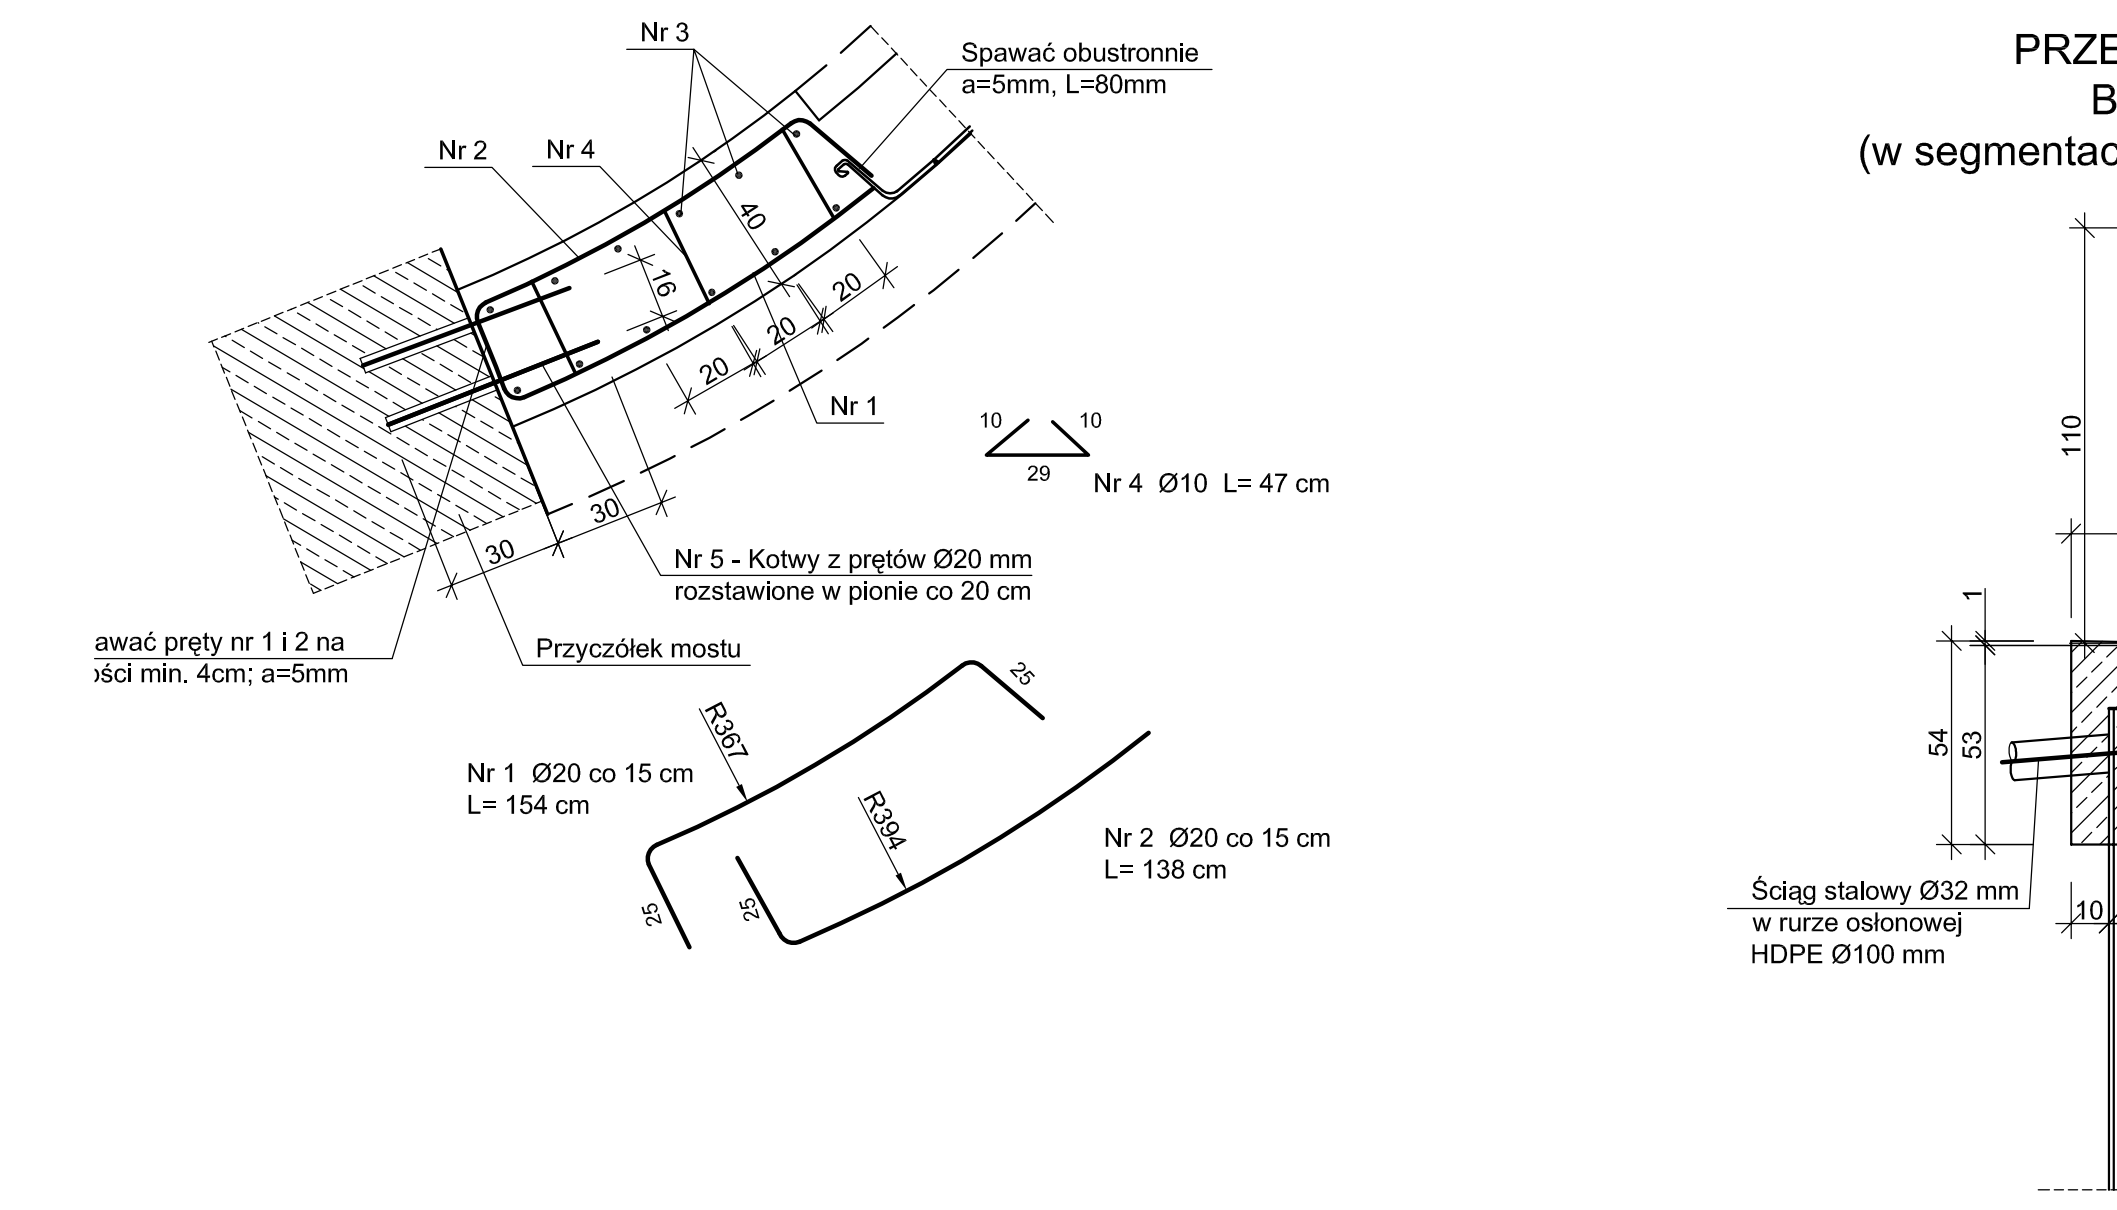 Nr 3
Spawać obustronnie
a=5mm, L=80mm
Nr 2
Nr 4
40
16
20
20
20
Nr 1
10
10
29
Nr 4 Ø10 L= 47 cm
30
30
Nr 5 - Kotwy z prętów Ø20 mm
rozstawione w pionie co 20 cm
awać pręty nr 1 i 2 na
ości min. 4cm; a=5mm
Przyczółek mostu
25
R367
Nr 1 Ø20 co 15 cm
L= 154 cm
25
25
R394
Nr 2 Ø20 co 15 cm
L= 138 cm
PRZE
B
(w segmentac
110
1
54
53
Ściąg stalowy Ø32 mm
w rurze osłonowej
HDPE Ø100 mm
10